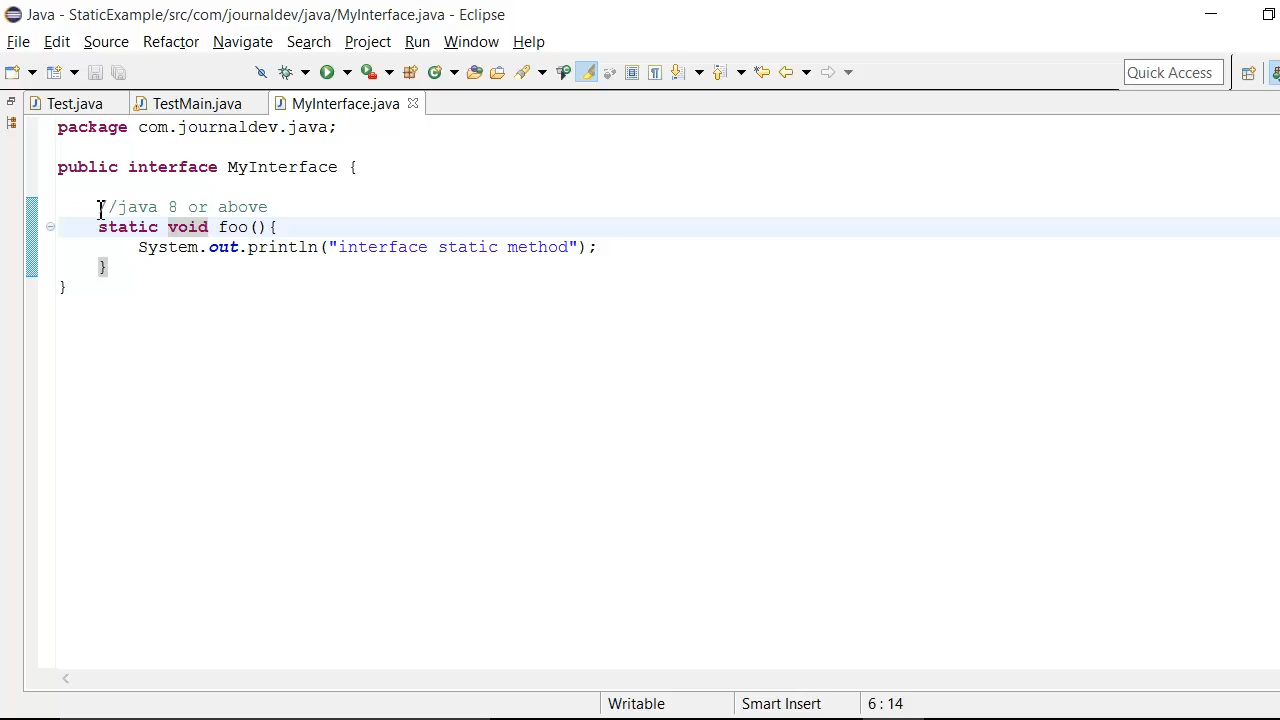 Java - StaticExample/src/com/journaldev/java/MyInterface.java - Eclipse
File Edit Source Refactor Navigate Search Project Run Window Help
Quick Access
Test.java TestMain.java MyInterface.java
package com.journaldev.java;
public interface MyInterface {
//java 8 or above
static void foo(){
System.out.println("interface static method");
}
}
Writable Smart Insert 6 : 14